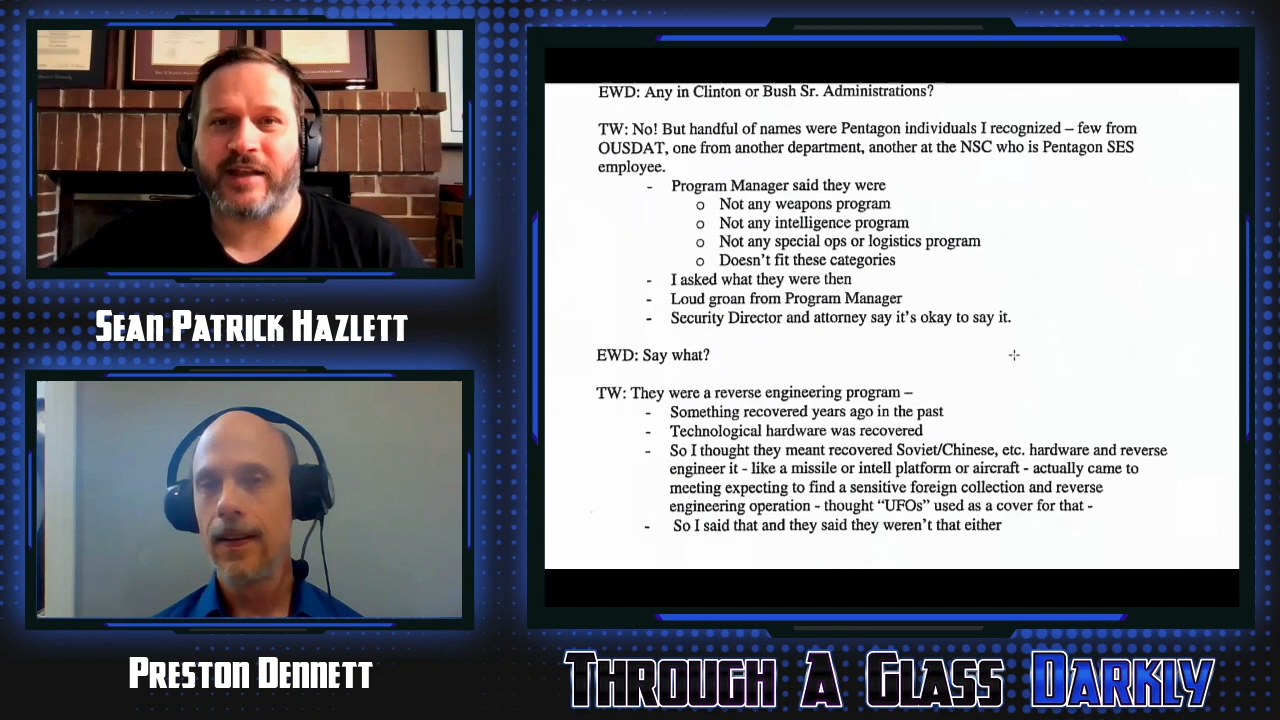 SEAN PATRICK HAZLETT
PRESTON DENNETT
EWD: Any in Clinton or Bush Sr. Administrations?
TW: No! But handful of names were Pentagon individuals I recognized – few from
OUSDAT, one from another department, another at the NSC who is Pentagon SES
employee.
- Program Manager said they were
o Not any weapons program
o Not any intelligence program
o Not any special ops or logistics program
o Doesn't fit these categories
- I asked what they were then
- Loud groan from Program Manager
- Security Director and attorney say it's okay to say it.
EWD: Say what?
TW: They were a reverse engineering program –
- Something recovered years ago in the past
- Technological hardware was recovered
- So I thought they meant recovered Soviet/Chinese, etc. hardware and reverse
engineer it - like a missile or intell platform or aircraft - actually came to
meeting expecting to find a sensitive foreign collection and reverse
engineering operation - thought “UFOs” used as a cover for that -
- So I said that and they said they weren't that either
THROUGH A GLASS DARKLY